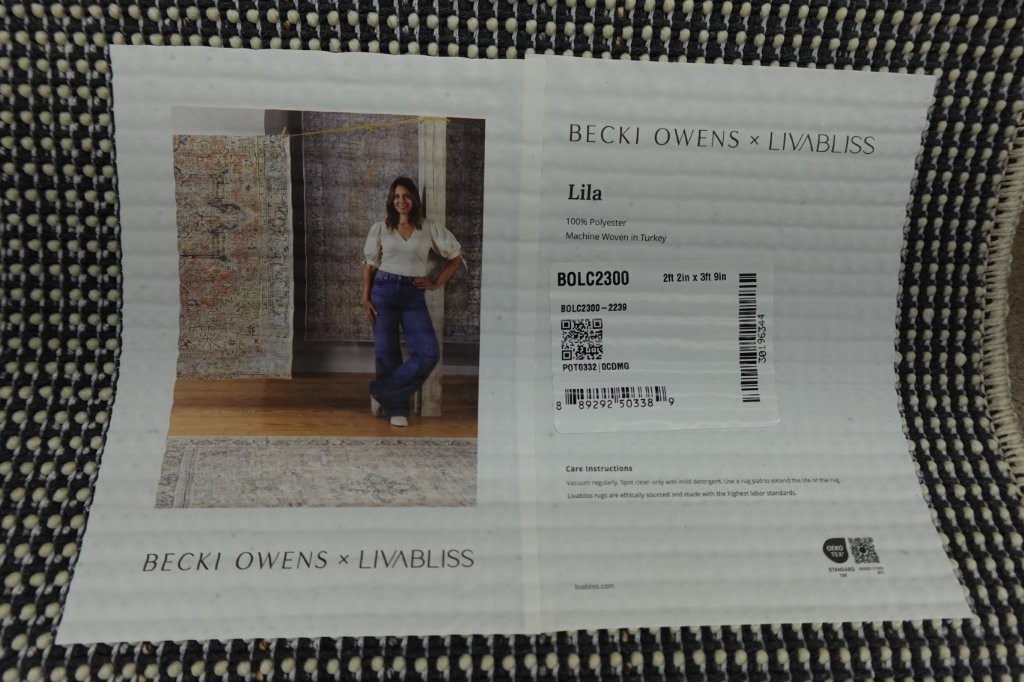 BECKI OWENS × LIVABLISS
BECKI OWENS × LIVABLISS
Lila
100% Polyester
Machine Woven in Turkey
BOLC2300 2ft 2in x 3ft 9in
BOLC2300-2239
POT0332 | 0CDMG
8 89292 50338 9
30196344
Care Instructions
Vacuum regularly. Spot clean only with mild detergent. Use a rug pad to extend the life of the rug.
Livabliss rugs are ethically sourced and made with the highest labor standards.
OEKO
TEX®
STANDARD
100
livabliss.com